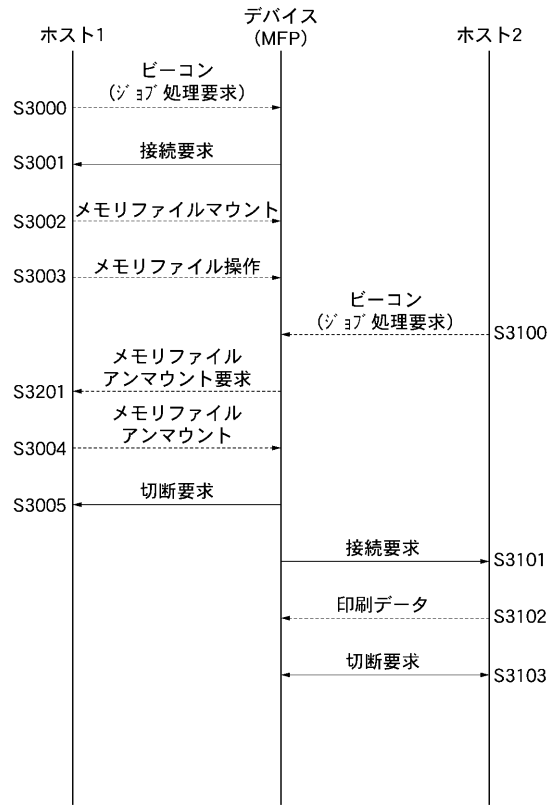 ホスト1
デバイス
(MFP)
ホスト2
ビーコン
(ジョブ処理要求)
S3000
接続要求
S3001
メモリファイルマウント
S3002
メモリファイル操作
S3003
ビーコン
(ジョブ処理要求)
S3100
メモリファイル
アンマウント要求
S3201
メモリファイル
アンマウント
S3004
切断要求
S3005
接続要求
S3101
印刷データ
S3102
切断要求
S3103